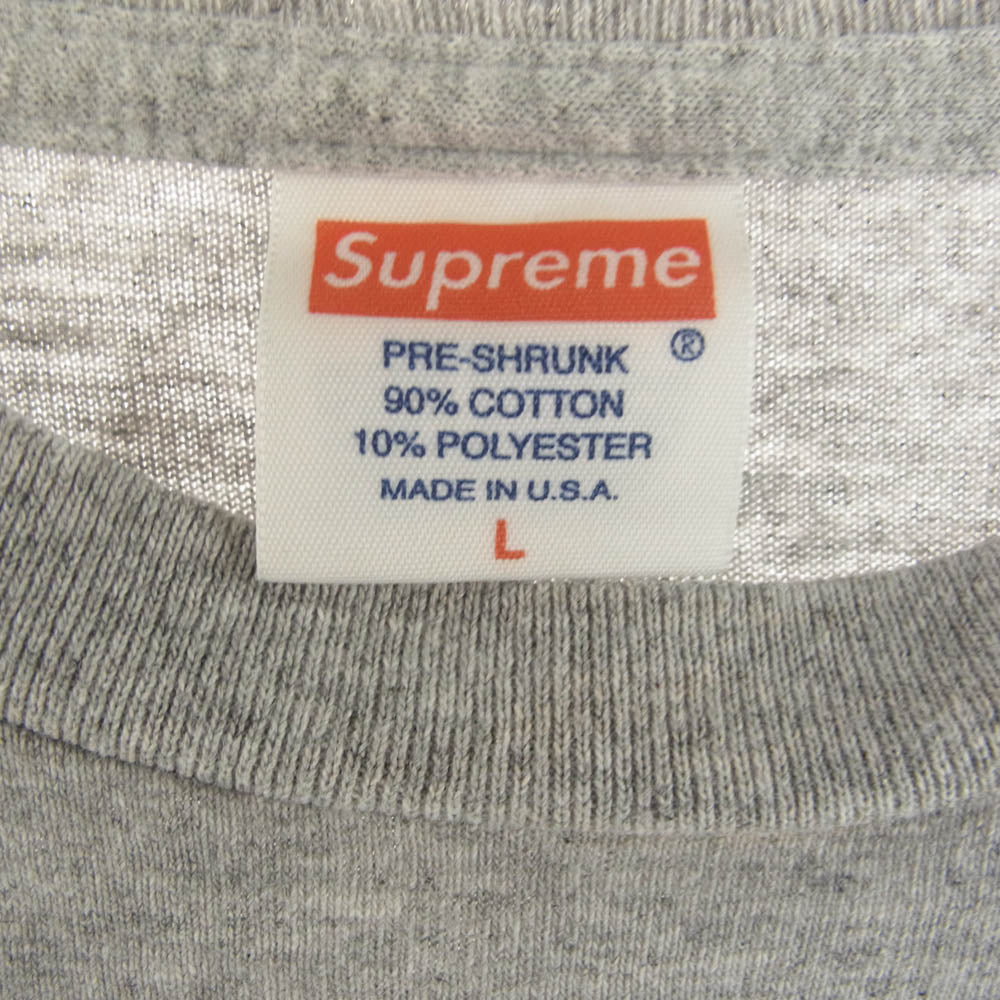 Supreme
PRE-SHRUNK ®
90% COTTON
10% POLYESTER
MADE IN U.S.A.
L